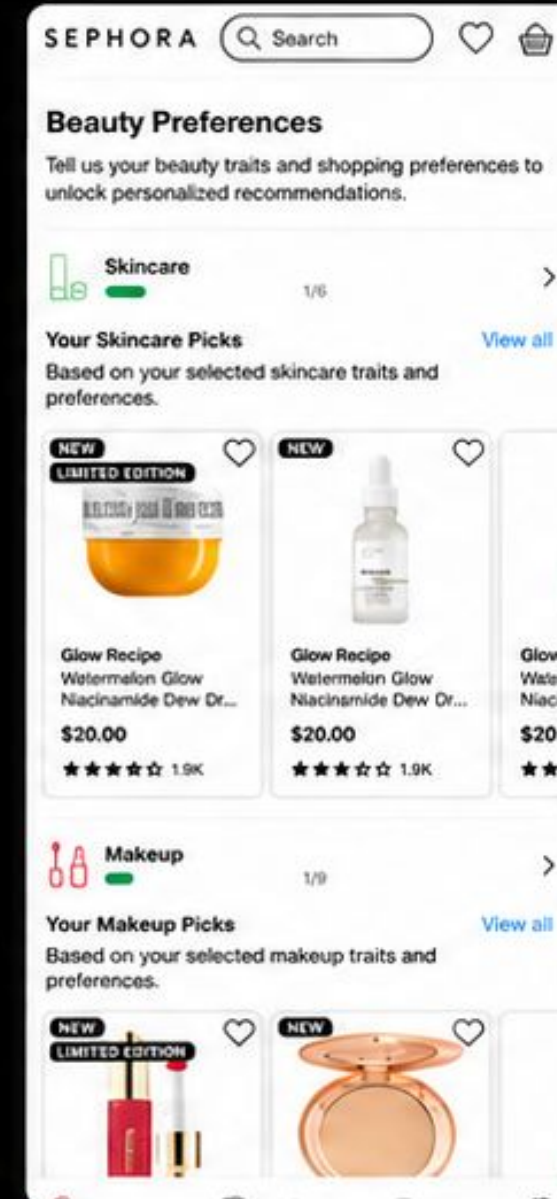 SEPHORA
Search
Beauty Preferences
Tell us your beauty traits and shopping preferences to
unlock personalized recommendations.
Skincare
1/6
Your Skincare Picks
View all
Based on your selected skincare traits and
preferences.
NEW
LIMITED EDITION
NEW
Glow Recipe
Watermelon Glow
Niacinamide Dew Dr...
$20.00
1.9K
Glow Recipe
Watermelon Glow
Niacinamide Dew Dr...
$20.00
1.9K
Glow
Wate
Niac
$20
Makeup
1/9
Your Makeup Picks
View all
Based on your selected makeup traits and
preferences.
NEW
LIMITED EDITION
NEW